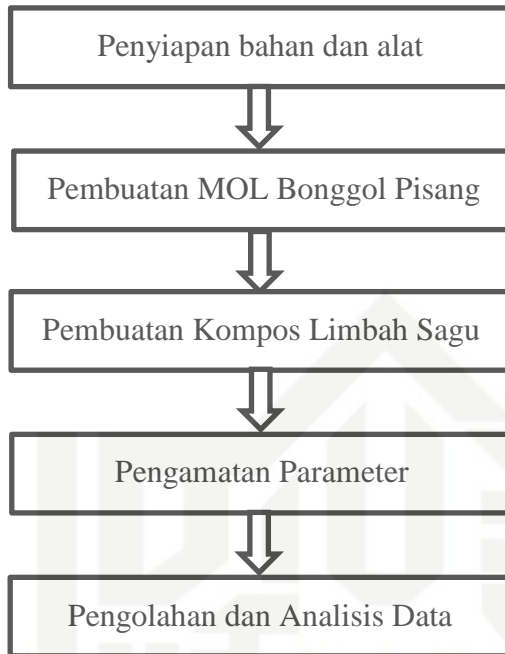 Penyiapan bahan dan alat
Pembuatan MOL Bonggol Pisang
Pembuatan Kompos Limbah Sagu
Pengamatan Parameter
Pengolahan dan Analisis Data